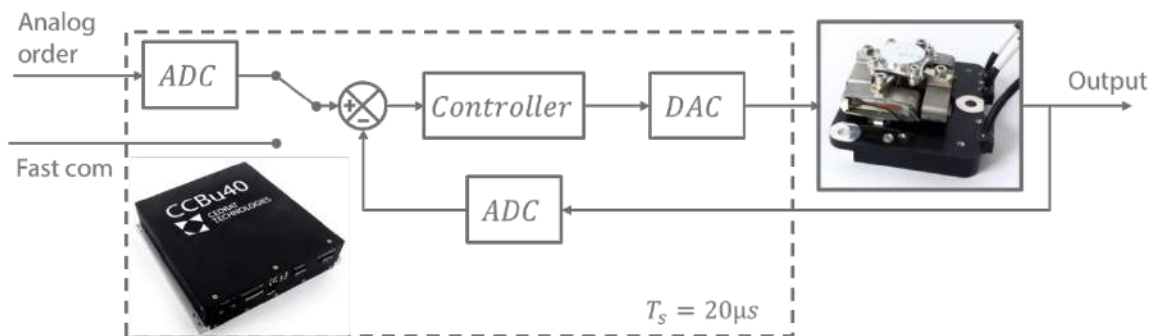 Analog
order
ADC
Controller
DAC
Output
Fast com
ADC
CCBu40
CEDRAT
TECHNOLOGIES
T_s = 20μs